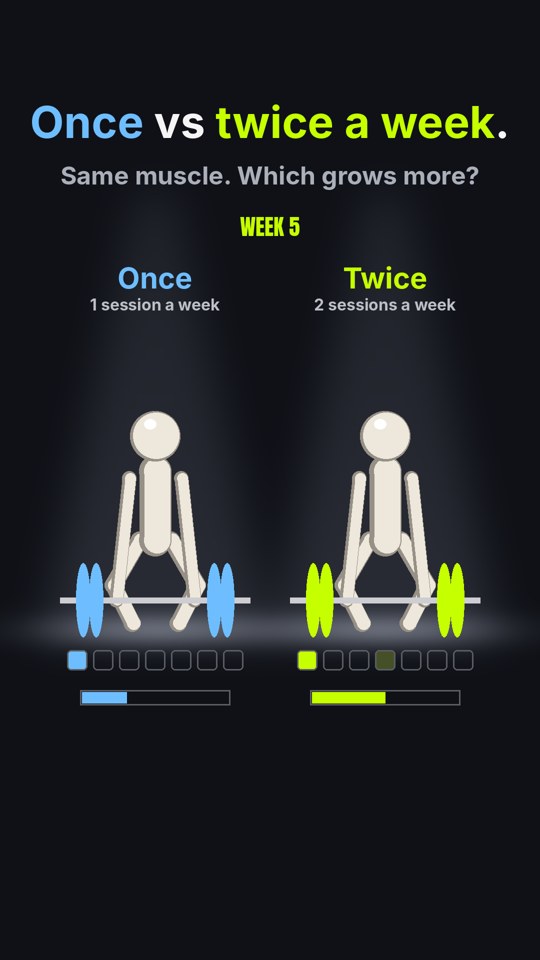 Once vs twice a week.
Same muscle. Which grows more?
WEEK 5
Once
1 session a week
Twice
2 sessions a week